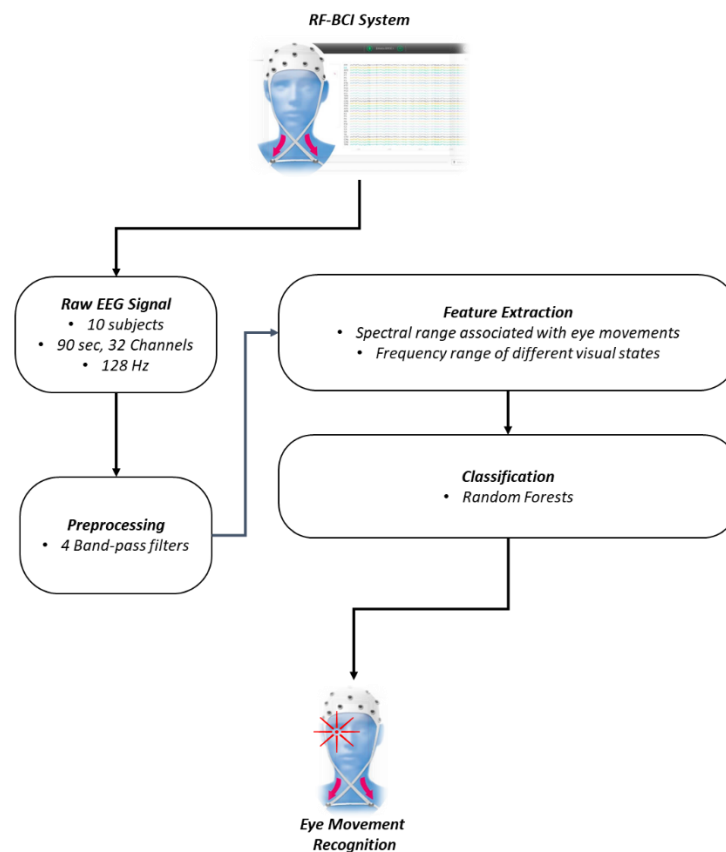 RF-BCI System
Raw EEG Signal
• 10 subjects
• 90 sec, 32 Channels
• 128 Hz
Feature Extraction
• Spectral range associated with eye movements
• Frequency range of different visual states
Preprocessing
• 4 Band-pass filters
Classification
• Random Forests
Eye Movement
Recognition